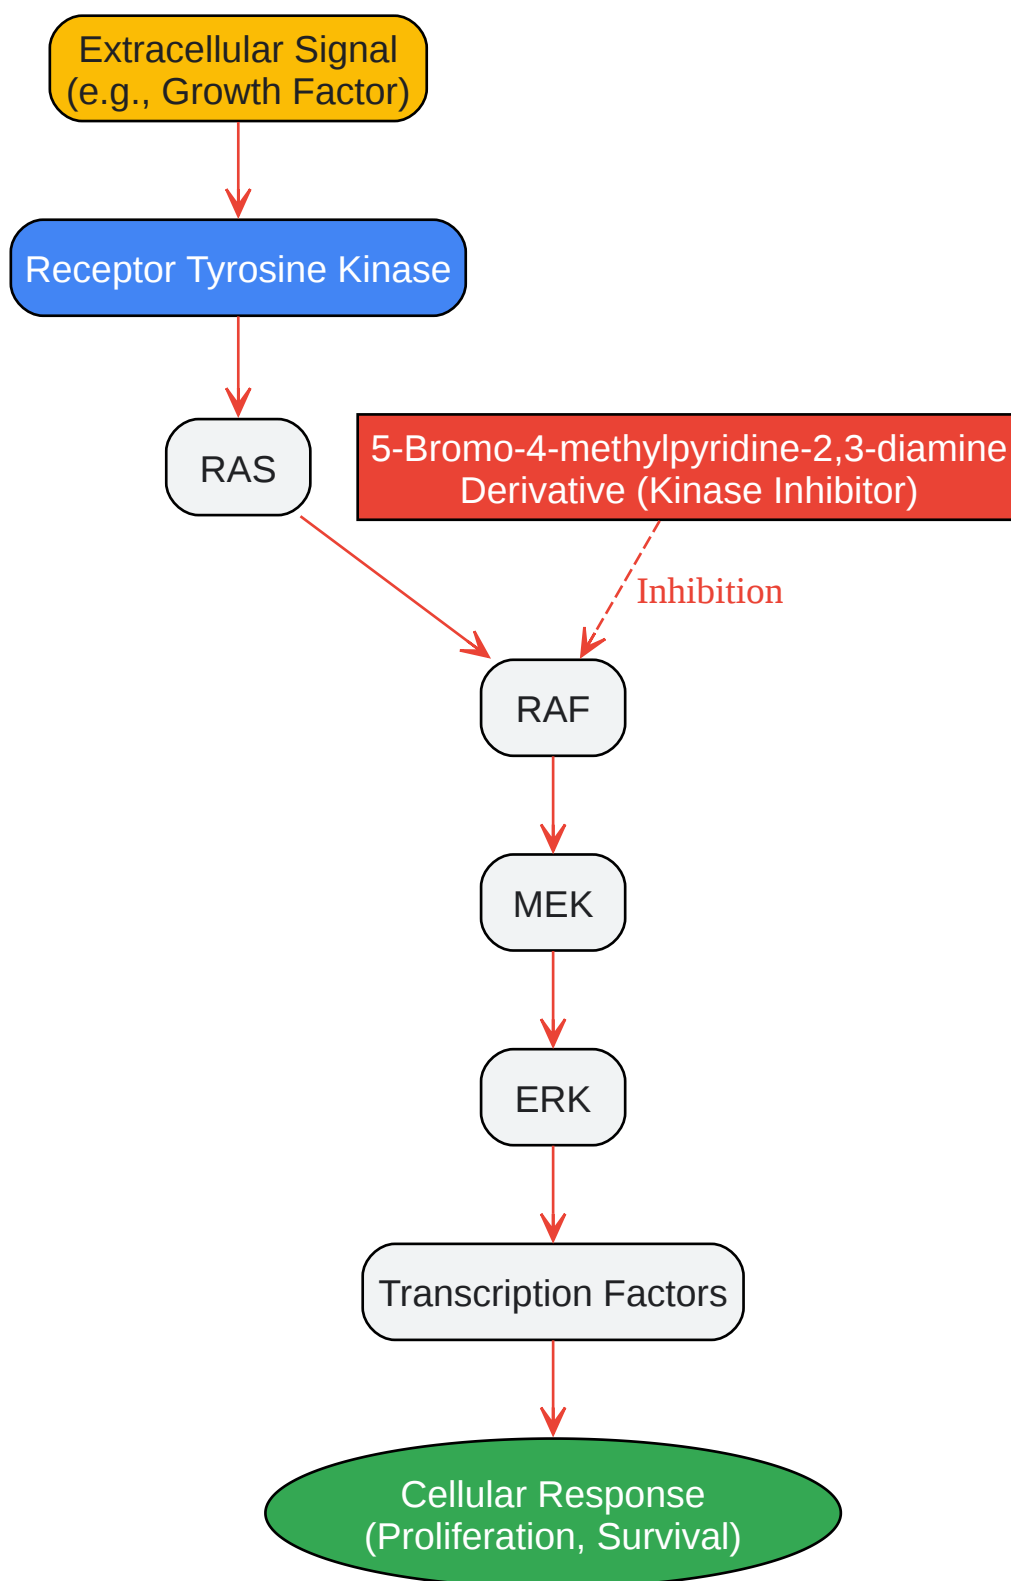 Extracellular Signal
(e.g., Growth Factor)
Receptor Tyrosine Kinase
RAS
5-Bromo-4-methylpyridine-2,3-diamine
Derivative (Kinase Inhibitor)
Inhibition
RAF
MEK
ERK
Transcription Factors
Cellular Response
(Proliferation, Survival)